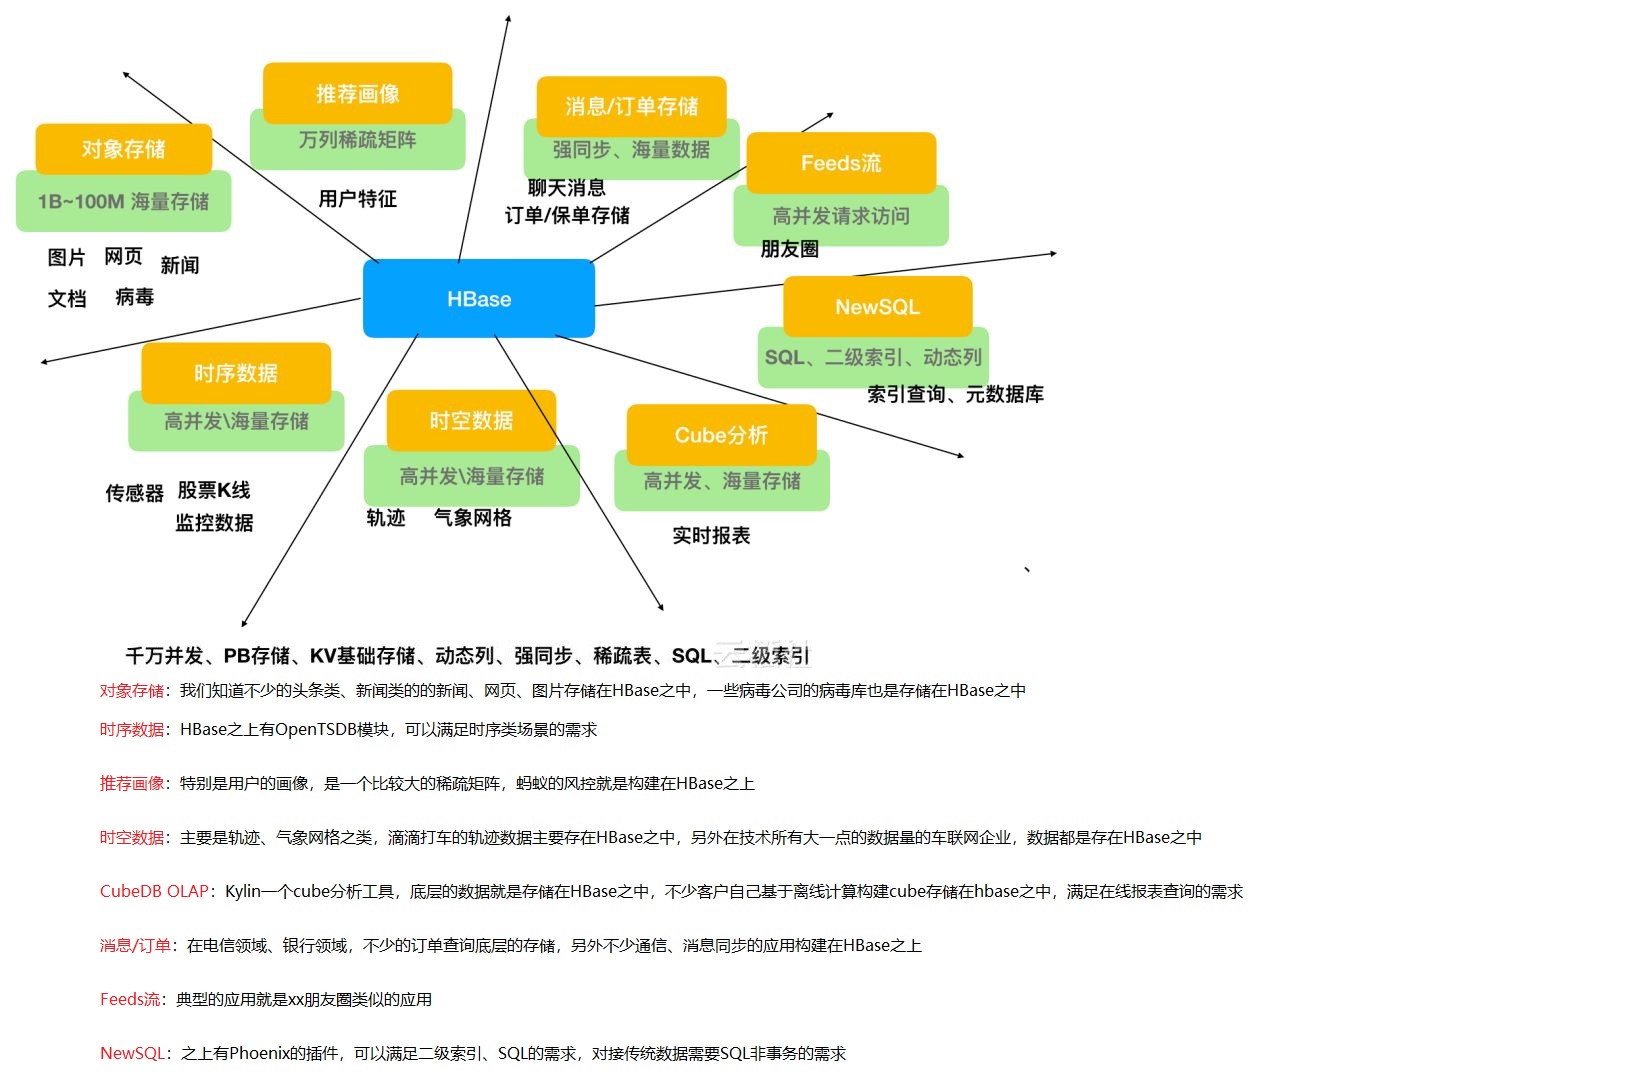 推荐画像
万列稀疏矩阵
用户特征
消息/订单存储
强同步、海量数据
聊天消息
订单/保单存储
对象存储
1B~100M 海量存储
图片 网页 新闻
文档 病毒
Feeds流
高并发请求访问
朋友圈
HBase
NewSQL
SQL、二级索引、动态列
索引查询、元数据库
时序数据
高并发\海量存储
传感器 股票K线
监控数据
时空数据
高并发\海量存储
轨迹 气象网格
Cube分析
高并发、海量存储
实时报表
、
千万并发、PB存储、KV基础存储、动态列、强同步、稀疏表、SQL、二级索引
对象存储：我们知道不少的头条类、新闻类的的新闻、网页、图片存储在HBase之中，一些病毒公司的病毒库也是存储在HBase之中
时序数据：HBase之上有OpenTSDB模块，可以满足时序类场景的需求
推荐画像：特别是用户的画像，是一个比较大的稀疏矩阵，蚂蚁的风控就是构建在HBase之上
时空数据：主要是轨迹、气象网格之类，滴滴打车的轨迹数据主要存在HBase之中，另外在技术所有大一点的数据量的车联网企业，数据都是存在HBase之中
CubeDB OLAP：Kylin一个cube分析工具，底层的数据就是存储在HBase之中，不少客户自己基于离线计算构建cube存储在hbase之中，满足在线报表查询的需求
消息/订单：在电信领域、银行领域，不少的订单查询底层的存储，另外不少通信、消息同步的应用构建在HBase之上
Feeds流：典型的应用就是xx朋友圈类似的应用
NewSQL：之上有Phoenix的插件，可以满足二级索引、SQL的需求，对接传统数据需要SQL非事务的需求